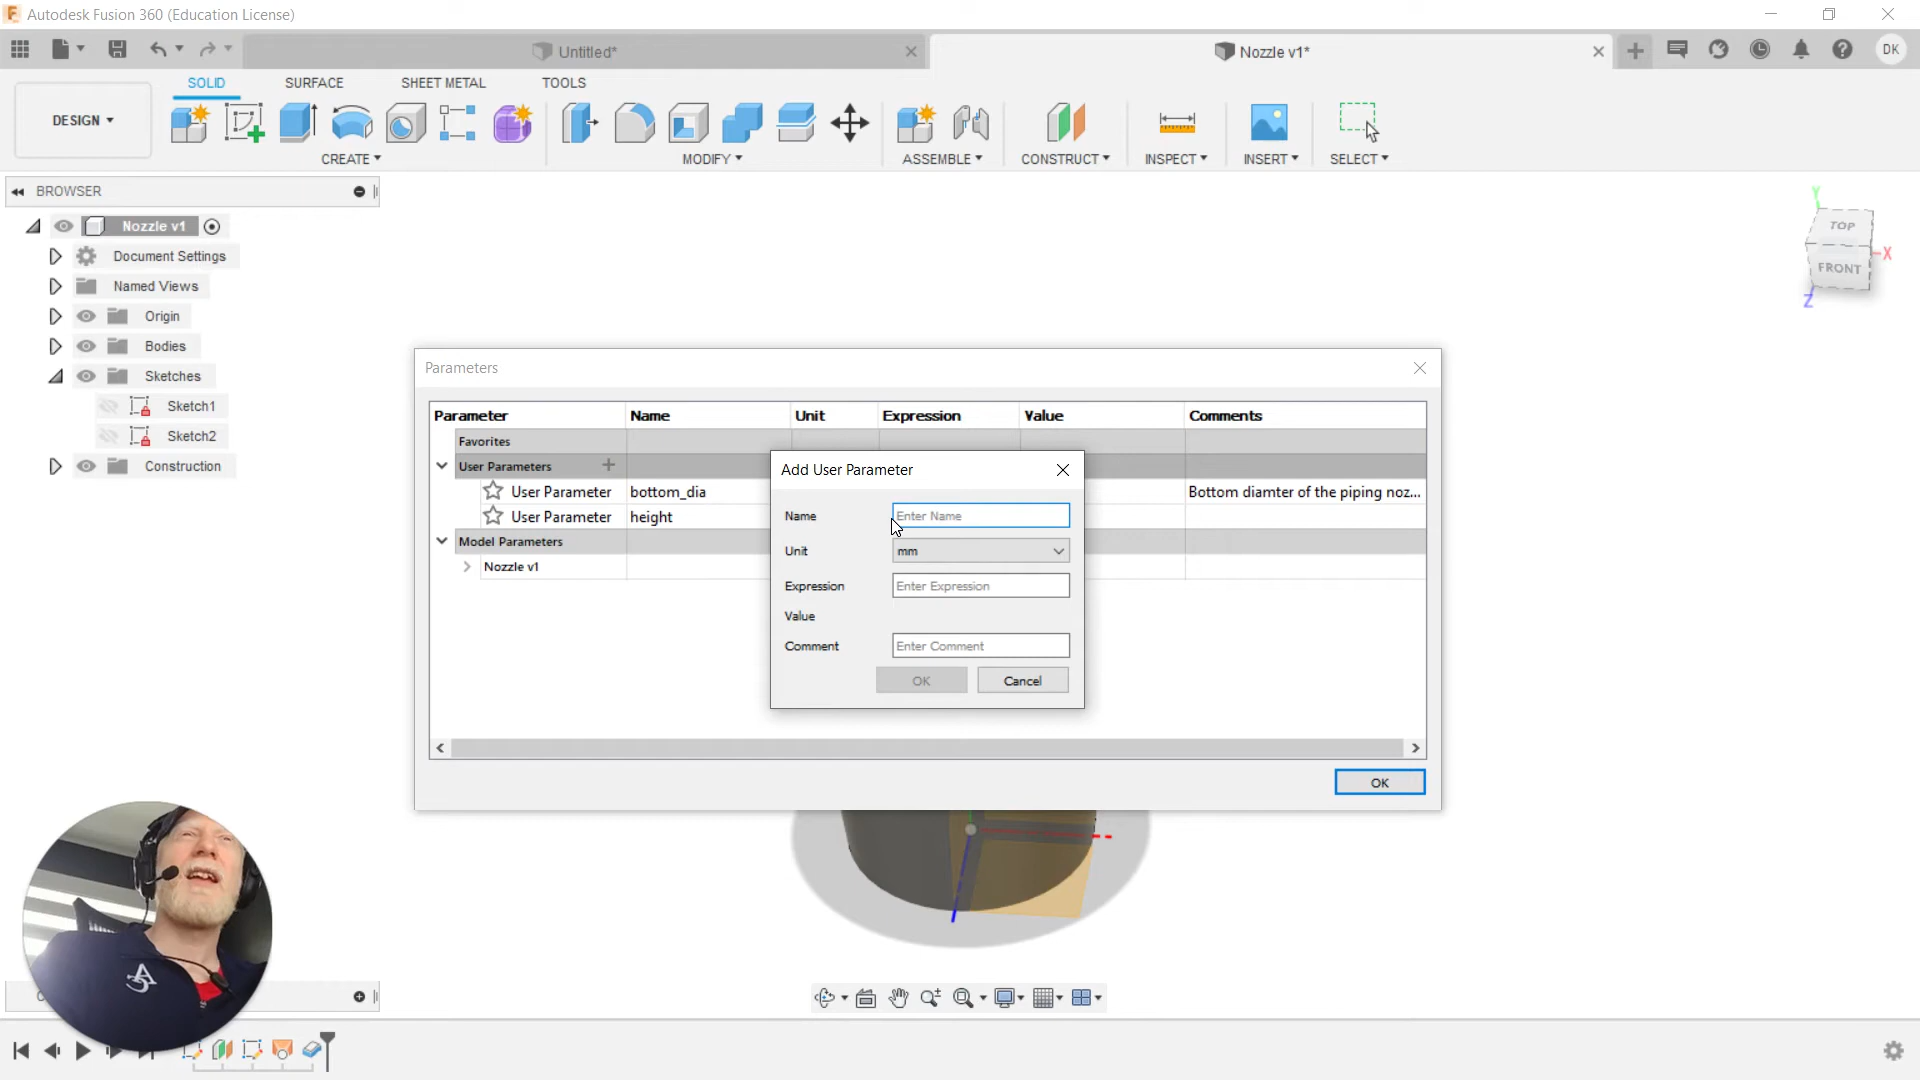 Autodesk Fusion 360 (Education License)
Untitled*
Nozzle v1*
DK
SOLID
SURFACE
SHEET METAL
TOOLS
DESIGN
CREATE
MODIFY
ASSEMBLE
CONSTRUCT
INSPECT
INSERT
SELECT
BROWSER
Nozzle v1
Document Settings
Named Views
Origin
Bodies
Sketches
Sketch1
Sketch2
Construction
Y
TOP
FRONT
X
Z
Parameters
Parameter
Name
Unit
Expression
Value
Comments
Favorites
User Parameters
User Parameter
bottom_dia
Bottom diamter of the piping noz...
User Parameter
height
Model Parameters
Nozzle v1
Add User Parameter
Name
Enter Name
Unit
mm
Expression
Enter Expression
Value
Comment
Enter Comment
OK
Cancel
OK